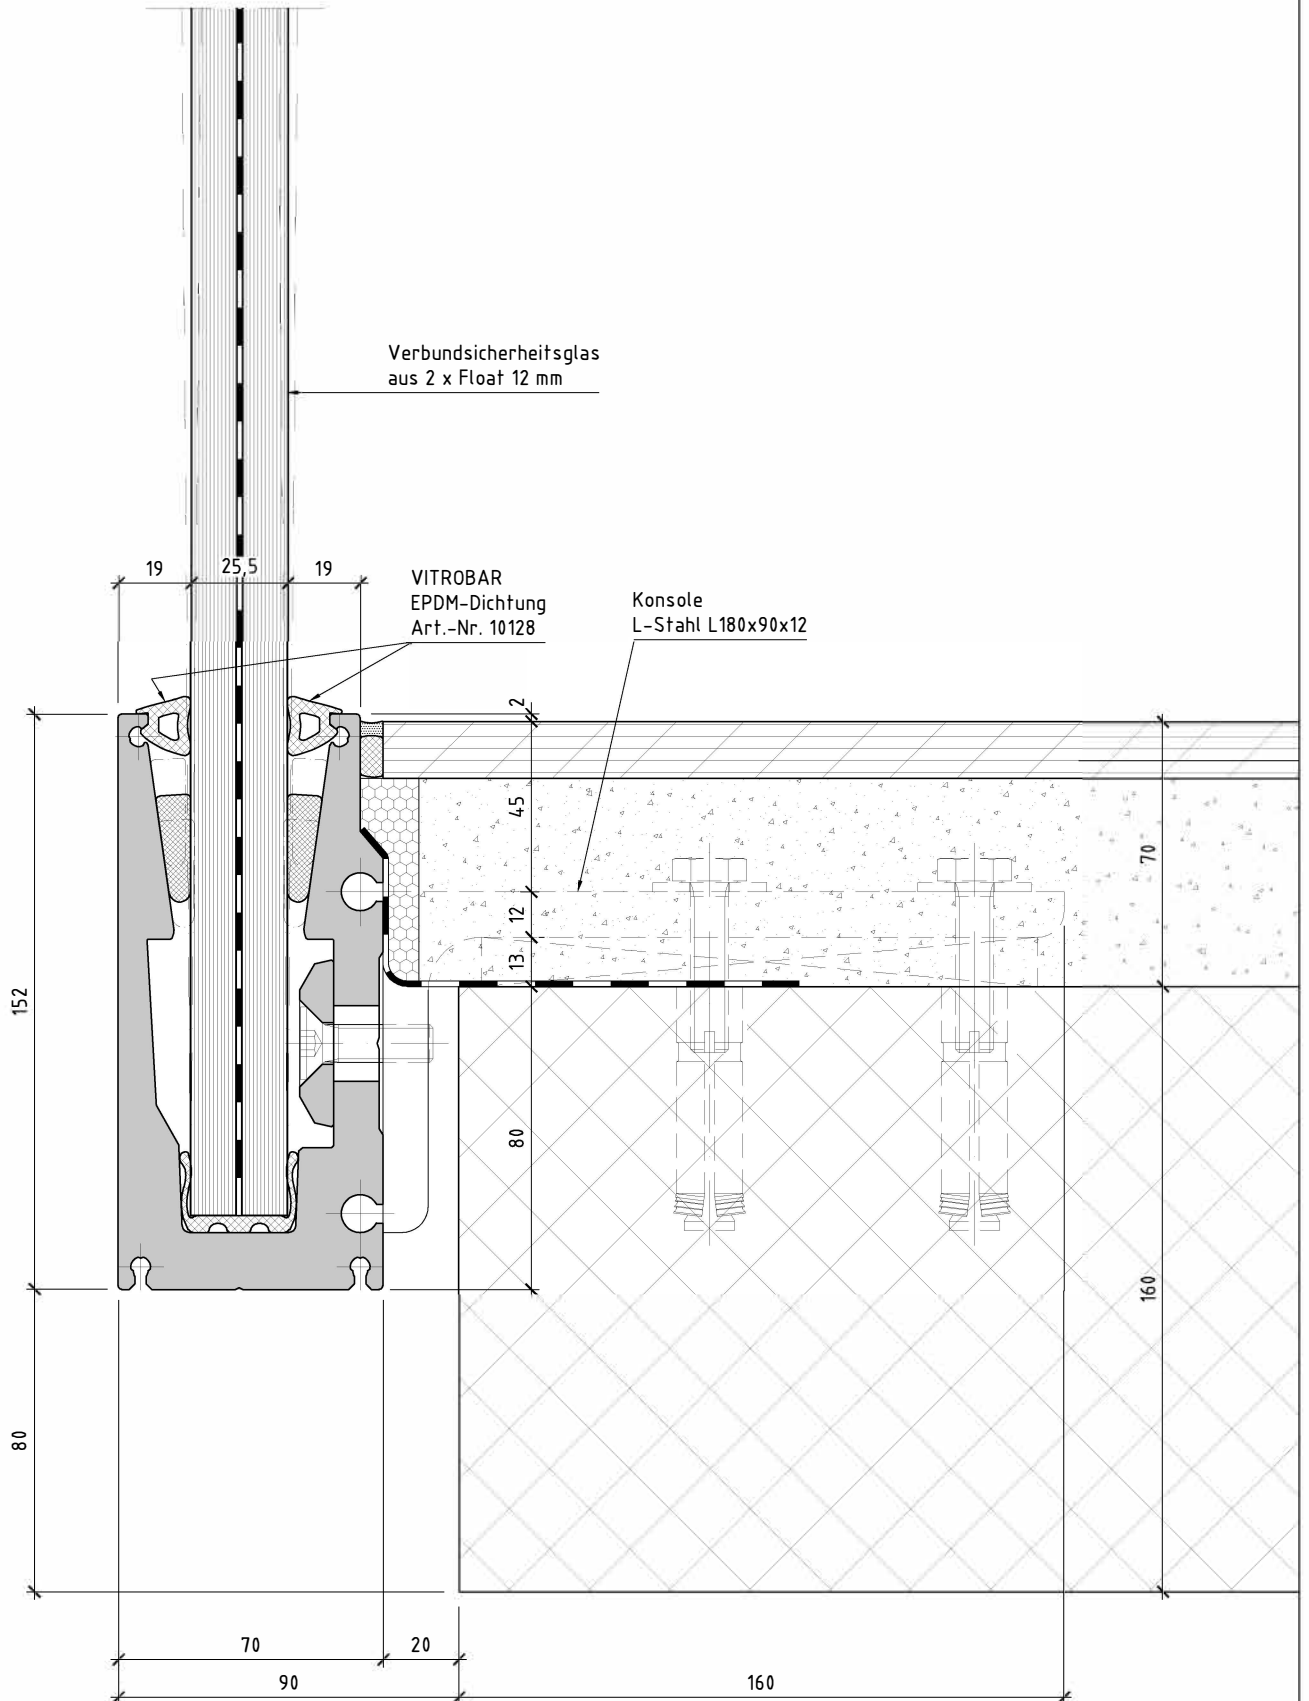 Verbundsicherheitsglas
aus 2 x Float 12 mm
19
25,5
19
VITROBAR
EPDM-Dichtung
Art.-Nr. 10128
Konsole
L-Stahl L180x90x12
2
45
12
13
80
70
160
152
80
70
20
90
160